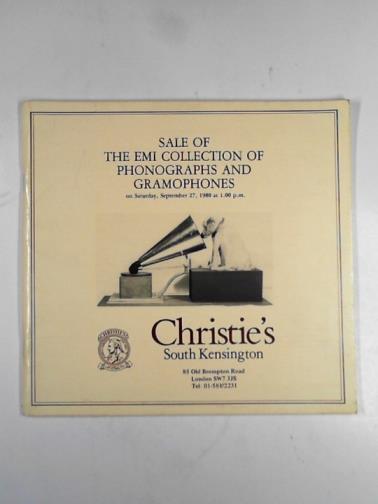 SALE OF
THE EMI COLLECTION OF
PHONOGRAPHS AND
GRAMOPHONES
on Saturday, September 27, 1980 at 1.00 p.m.
Christie's
South Kensington
85 Old Brompton Road
London SW7 3JS
Tel: 01-581/2231